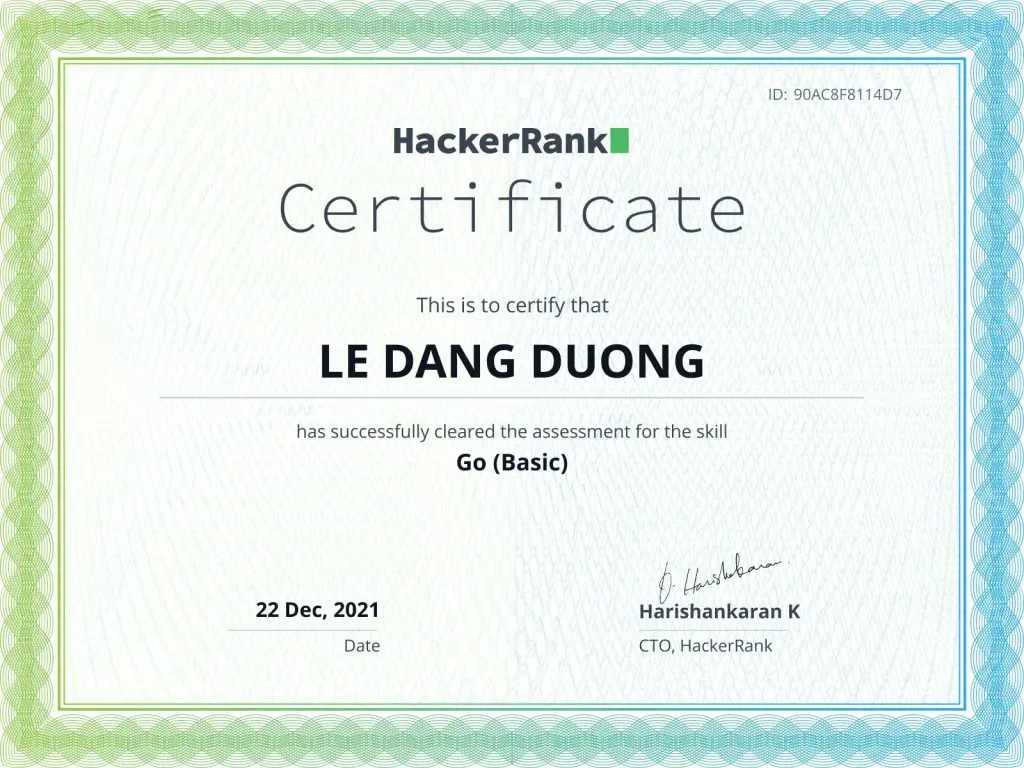 ID: 90AC8F8114D7
HackerRank
Certificate
This is to certify that
LE DANG DUONG
has successfully cleared the assessment for the skill
Go (Basic)
22 Dec, 2021
Date
Harishankaran K
CTO, HackerRank